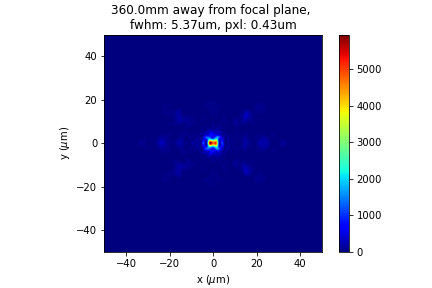 360.0mm away from focal plane,
fwhm: 5.37um, pxl: 0.43um
40
20
0
−20
−40
y (μm)
−40 −20 0 20 40
x (μm)
5000
4000
3000
2000
1000
0